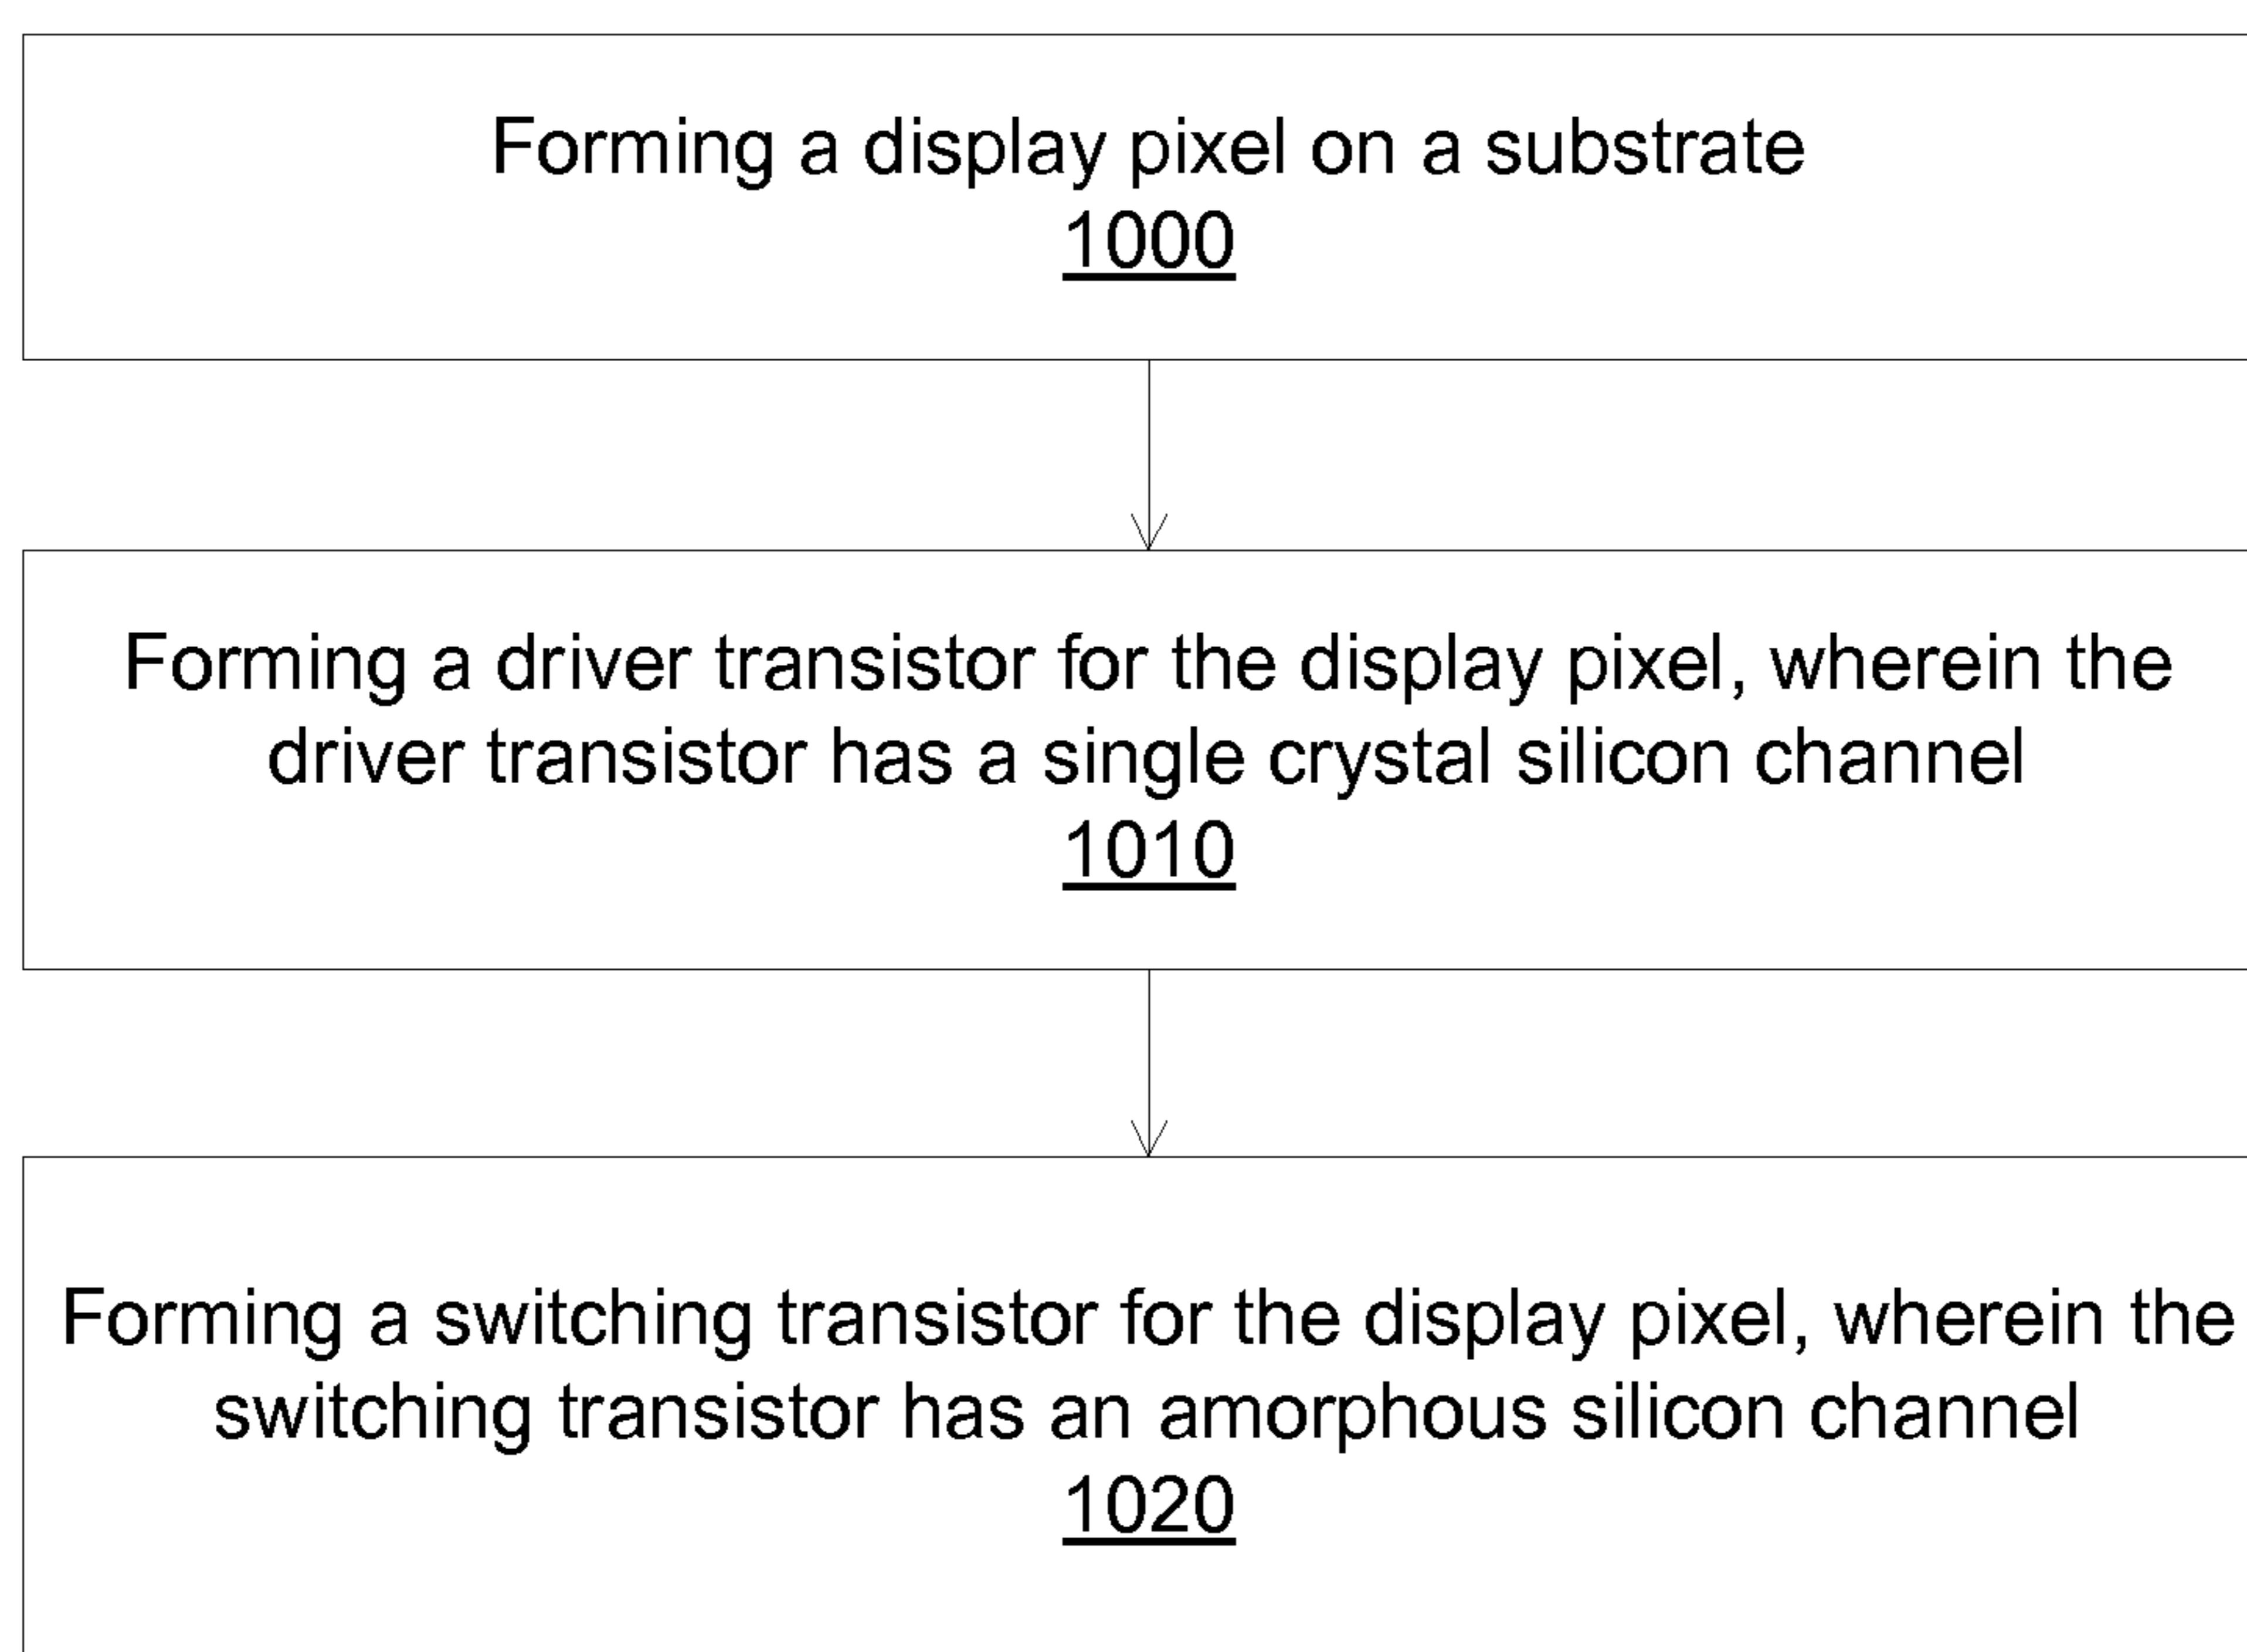 Forming a display pixel on a substrate
1000
Forming a driver transistor for the display pixel, wherein the
driver transistor has a single crystal silicon channel
1010
Forming a switching transistor for the display pixel, wherein the
switching transistor has an amorphous silicon channel
1020